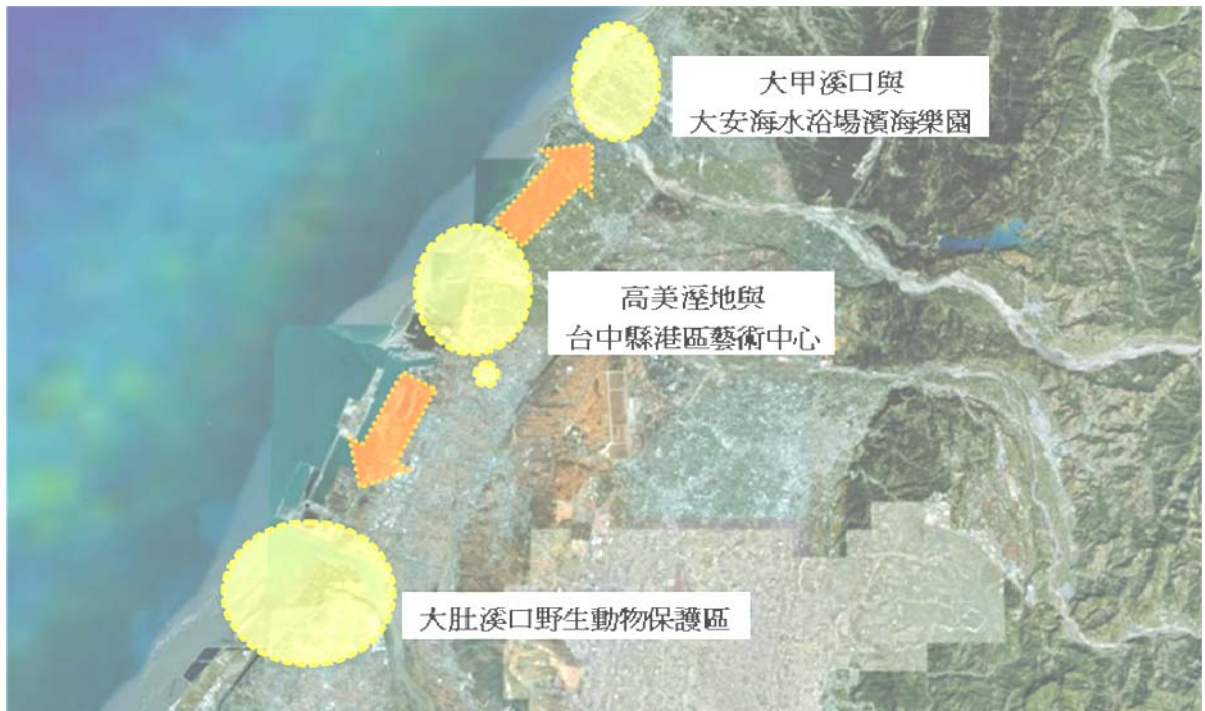 大甲溪口與
大安海水浴場濱海樂園
高美溼地與
台中縣港區藝術中心
大肚溪口野生動物保護區